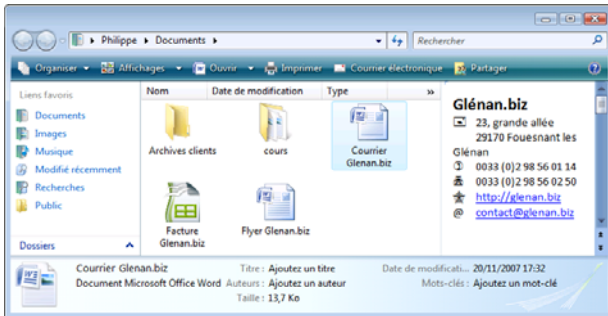 Philippe ▸ Documents ▸
Rechercher
Organiser Affichages Ouvrir Imprimer Courrier électronique Partager
Liens favoris
Documents
Images
Musique
Modifié récemment
Recherches
Public
Dossiers
Nom Date de modification Type »
Archives clients
cours
Courrier
Glenan.biz
Facture
Glenan.biz
Flyer Glenan.biz
Glénan.biz
23, grande allée
29170 Fouesnant les
Glénan
0033 (0)2 98 56 01 14
0033 (0)2 98 56 02 50
http://glenan.biz
@ contact@glenan.biz
Courrier Glenan.biz
Document Microsoft Office Word
Titre : Ajoutez un titre
Auteurs : Ajoutez un auteur
Taille : 13,7 Ko
Date de modificati... 20/11/2007 17:32
Mots-clés : Ajoutez un mot-clé